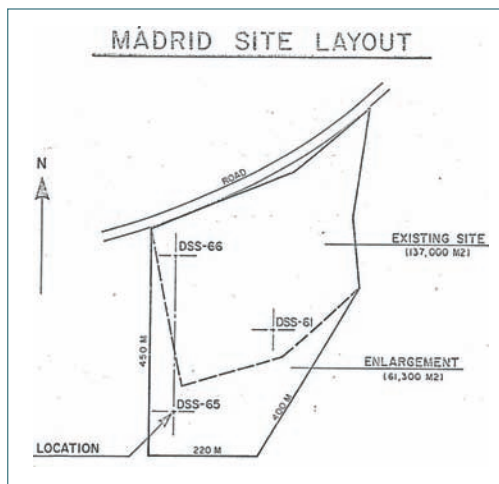 MADRID SITE LAYOUT
N
ROAD
DSS-66
EXISTING SITE
(137,000 M2)
DSS-61
450 M
ENLARGEMENT
(61,300 M2)
DSS-65
400 M
LOCATION
220 M